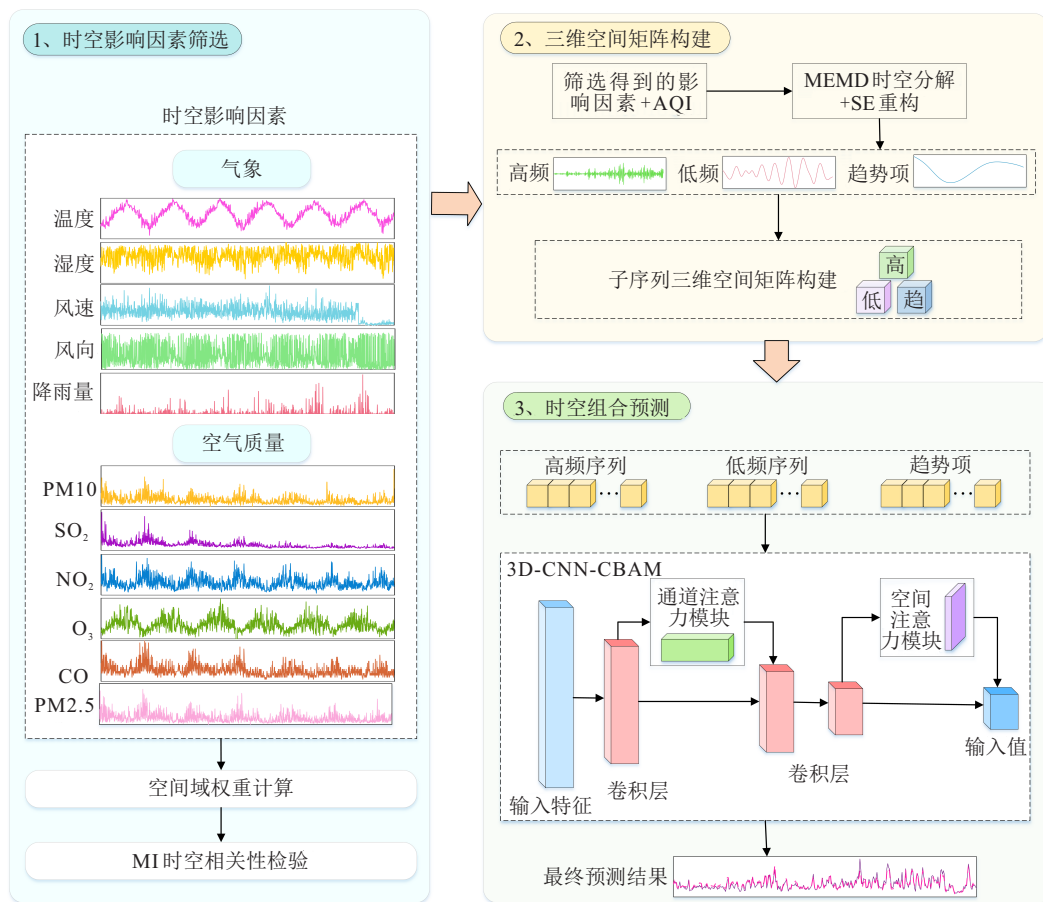 1、时空影响因素筛选
时空影响因素
气象
温度
湿度
风速
风向
降雨量
空气质量
PM10
SO₂
NO₂
O₃
CO
PM2.5
空间域权重计算
MI时空相关性检验
2、三维空间矩阵构建
筛选得到的影
响因素+AQI
MEMD时空分解
+SE重构
高频
低频
趋势项
子序列三维空间矩阵构建
高
低
趋
3、时空组合预测
高频序列
低频序列
趋势项
...
...
...
3D-CNN-CBAM
通道注意
力模块
空间
注意
力模块
输入特征
卷积层
卷积层
输入值
最终预测结果